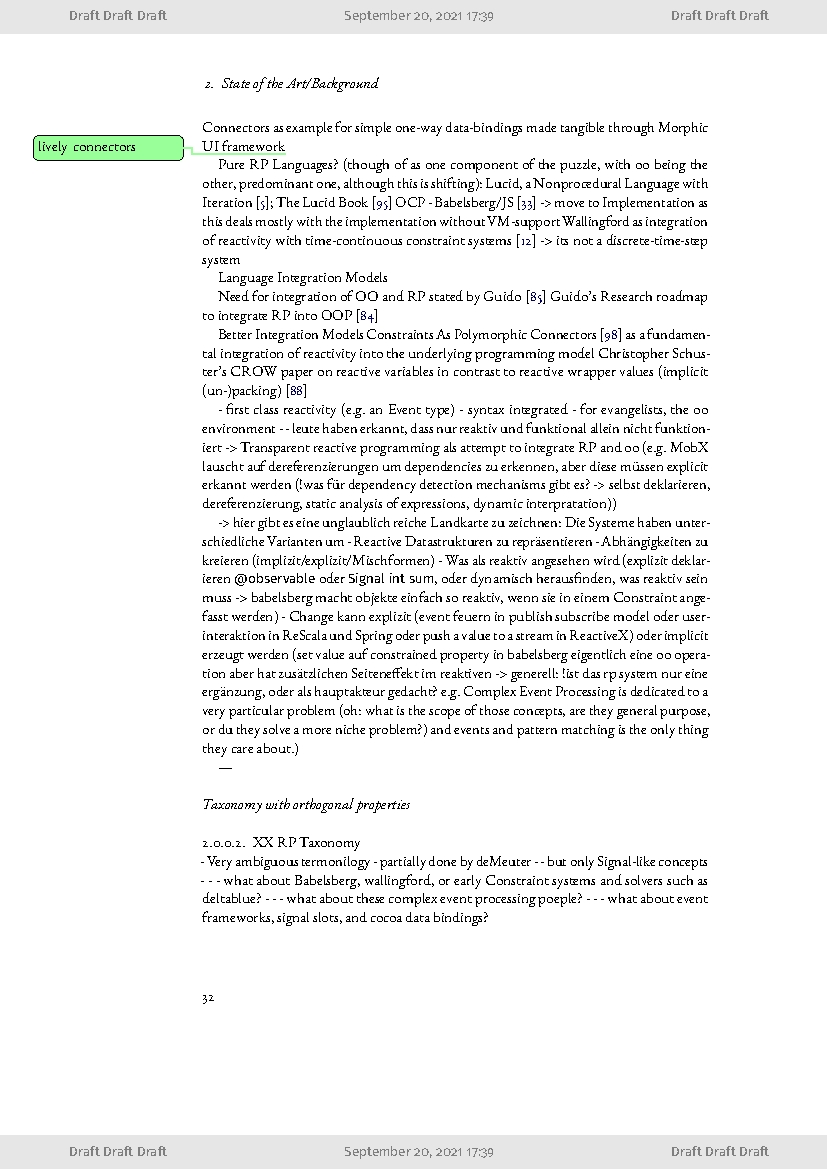 Draft Draft Draft September 20, 2021 17:39 Draft Draft Draft
2. State of the Art/Background
Connectors as example for simple one-way data-bindings made tangible through Morphic
lively connectors
UI framework
Pure RP Languages? (though of as one component of the puzzle, with oo being the
other, predominant one, although this is shifting): Lucid, a Nonprocedural Language with
Iteration [5]; The Lucid Book [95] OCP - Babelsberg/JS [33] -> move to Implementation as
this deals mostly with the implementation without VM-support Wallingford as integration
of reactivity with time-continuous constraint systems [12] -> its not a discrete-time-step
system
Language Integration Models
Need for integration of OO and RP stated by Guido [85] Guido's Research roadmap
to integrate RP into OOP [84]
Better Integration Models Constraints As Polymorphic Connectors [98] as a fundamen-
tal integration of reactivity into the underlying programming model Christopher Schus-
ter's CROW paper on reactive variables in contrast to reactive wrapper values (implicit
(un-)packing) [88]
- first class reactivity (e.g. an Event type) - syntax integrated - for evangelists, the oo
environment - - leute haben erkannt, dass nur reaktiv und funktional allein nicht funktion-
iert -> Transparent reactive programming als attempt to integrate RP and oo (e.g. MobX
lauscht auf dereferenzierungen um dependencies zu erkennen, aber diese müssen explicit
erkannt werden (!was für dependency detection mechanisms gibt es? -> selbst deklarieren,
dereferenzierung, static analysis of expressions, dynamic interpratation))
-> hier gibt es eine unglaublich reiche Landkarte zu zeichnen: Die Systeme haben unter-
schiedliche Varianten um - Reactive Datastrukturen zu repräsentieren - Abhängigkeiten zu
kreieren (implizit/explizit/Mischformen) - Was als reaktiv angesehen wird (explizit deklar-
ieren @observable oder Signal int sum, oder dynamisch herausfinden, was reaktiv sein
muss -> babelsberg macht objekte einfach so reaktiv, wenn sie in einem Constraint ange-
fasst werden) - Change kann explizit (event feuern in publish subscribe model oder user-
interaktion in ReScala und Spring oder push a value to a stream in ReactiveX) oder implicit
erzeugt werden (set value auf constrained property in babelsberg eigentlich eine oo opera-
tion aber hat zusätzlichen Seiteneffekt im reaktiven -> generell: !ist das rp system nur eine
ergänzung, oder als hauptakteur gedacht? e.g. Complex Event Processing is dedicated to a
very particular problem (oh: what is the scope of those concepts, are they general purpose,
or du they solve a more niche problem?) and events and pattern matching is the only thing
they care about.)
—
Taxonomy with orthogonal properties
2.0.0.2. XX RP Taxonomy
- Very ambiguous termonilogy - partially done by deMeuter - - but only Signal-like concepts
- - - what about Babelsberg, wallingford, or early Constraint systems and solvers such as
deltablue? - - - what about these complex event processing poeple? - - - what about event
frameworks, signal slots, and cocoa data bindings?
32
Draft Draft Draft September 20, 2021 17:39 Draft Draft Draft